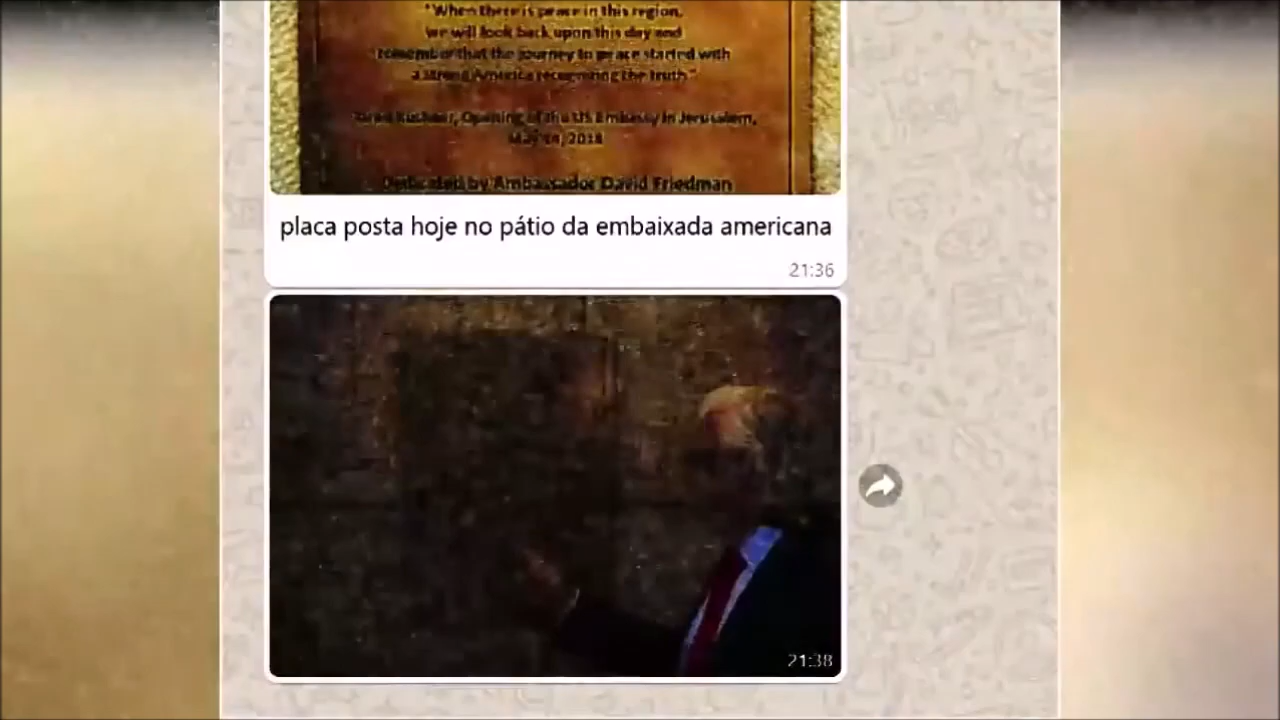 "When there is peace in this region,
we will look back upon this day and
remember that the journey to peace started with
a strong America recognizing the truth."
Jared Kushner, Opening of the US Embassy in Jerusalem,
May 14, 2018
Dedicated by Ambassador David Friedman
placa posta hoje no pátio da embaixada americana
21:36
21:38